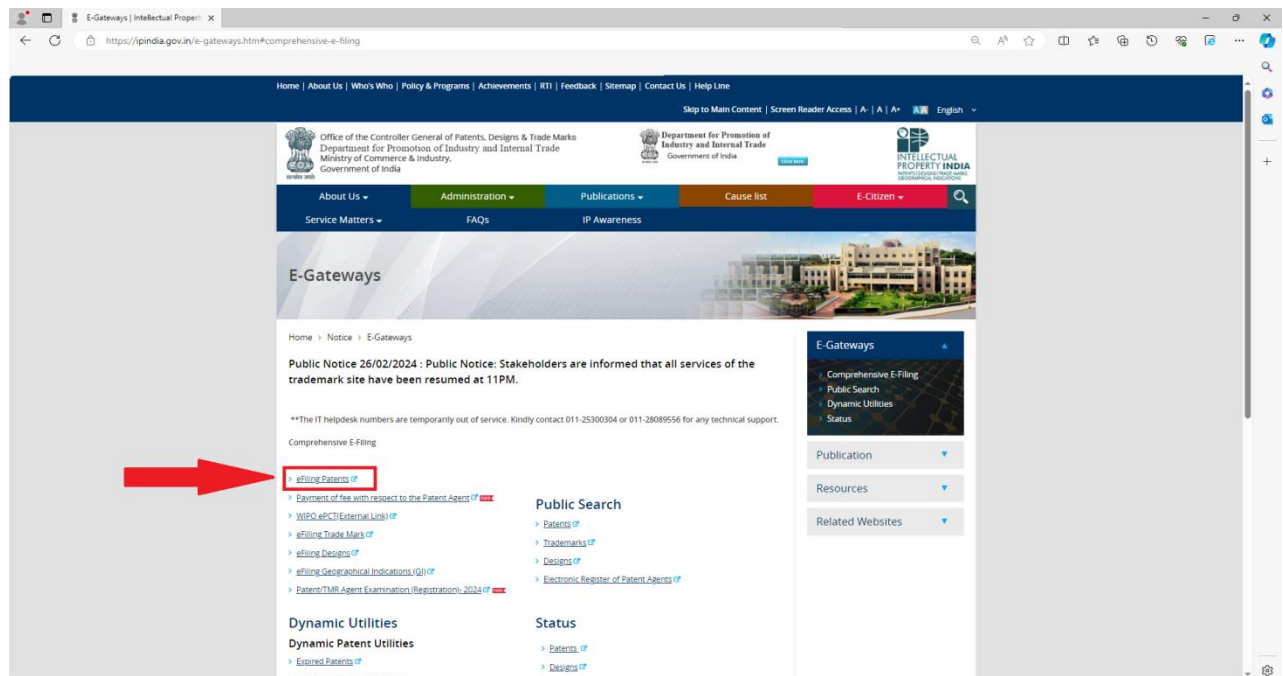 E-Gateways | Intellectual Propert
https://ipindia.gov.in/e-gateways.htm#comprehensive-e-filing
Home | About Us | Who's Who | Policy & Programs | Achievements | RTI | Feedback | Sitemap | Contact Us | Help Line
Skip to Main Content | Screen Reader Access | A- | A | A+ A A English
Office of the Controller General of Patents, Designs & Trade Marks
Department for Promotion of Industry and Internal Trade
Ministry of Commerce & Industry,
Government of India
सत्यमेव जयते
Department for Promotion of
Industry and Internal Trade
Government of India
Click here
INTELLECTUAL
PROPERTY INDIA
PATENTS | DESIGNS | TRADE MARKS
GEOGRAPHICAL INDICATIONS
About Us Administration Publications Cause list E-Citizen
Service Matters FAQs IP Awareness
E-Gateways
Home > Notice > E-Gateways
Public Notice 26/02/2024 : Public Notice: Stakeholders are informed that all services of the
trademark site have been resumed at 11PM.
**The IT helpdesk numbers are temporarily out of service. Kindly contact 011-25300304 or 011-28089556 for any technical support.
Comprehensive E-Filing
eFiling Patents
Payment of fee with respect to the Patent Agent
WIPO ePCT(External Link)
eFiling Trade Mark
eFiling Designs
eFiling Geographical Indications (GI)
Patent/TMR Agent Examination (Registration)- 2024
Public Search
Patents
Trademarks
Designs
Electronic Register of Patent Agents
Dynamic Utilities
Dynamic Patent Utilities
Expired Patents
Status
Patents
Designs
E-Gateways
Comprehensive E-Filing
Public Search
Dynamic Utilities
Status
Publication
Resources
Related Websites